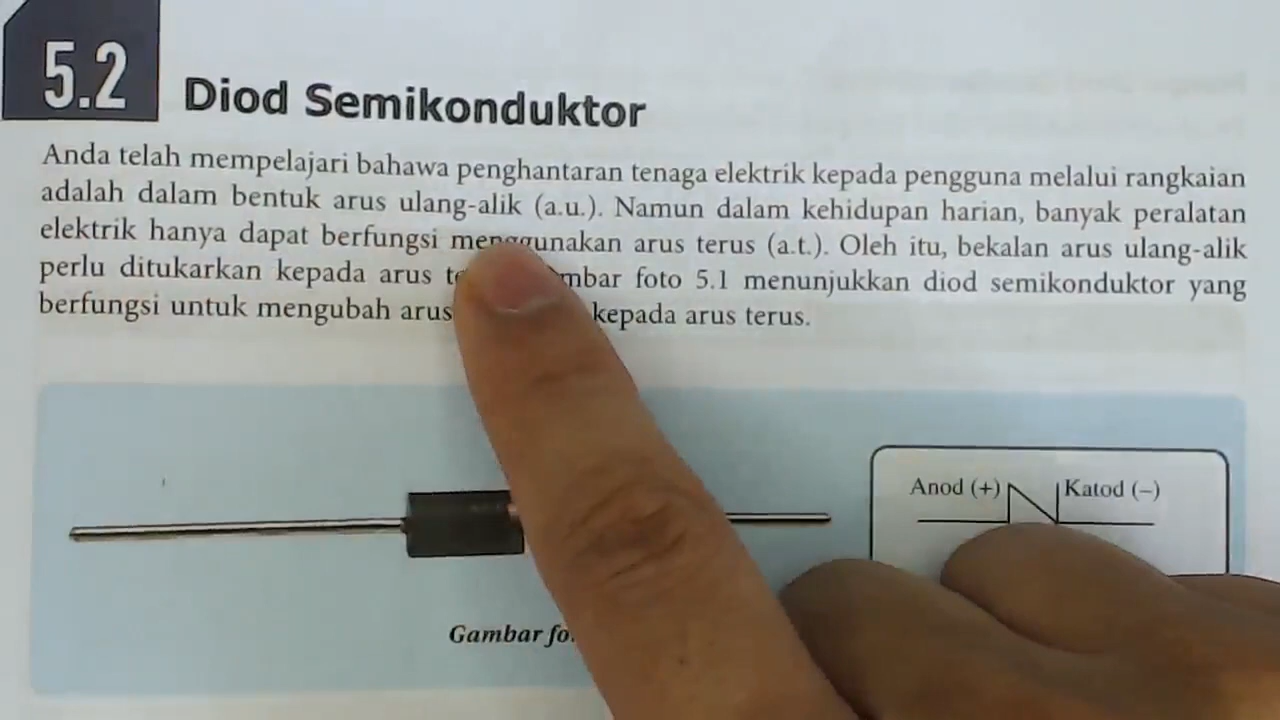 5.2
Diod Semikonduktor
Anda telah mempelajari bahawa penghantaran tenaga elektrik kepada pengguna melalui rangkaian
adalah dalam bentuk arus ulang-alik (a.u.). Namun dalam kehidupan harian, banyak peralatan
elektrik hanya dapat berfungsi menggunakan arus terus (a.t.). Oleh itu, bekalan arus ulang-alik
perlu ditukarkan kepada arus foto 5.1 menunjukkan diod semikonduktor yang
berfungsi untuk mengubah arus kepada arus terus.
Anod (+) Katod (–)
Gambar